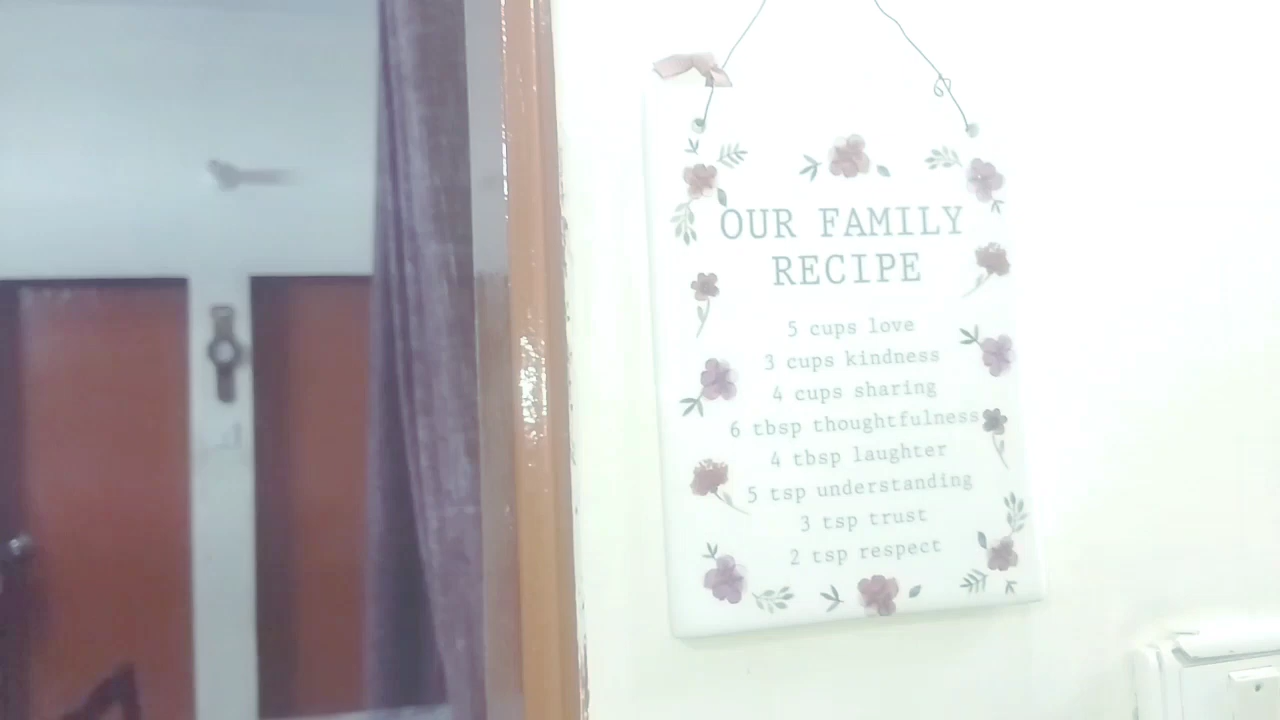 OUR FAMILY
RECIPE
5 cups love
3 cups kindness
4 cups sharing
6 tbsp thoughtfulness
4 tbsp laughter
5 tsp understanding
3 tsp trust
2 tsp respect